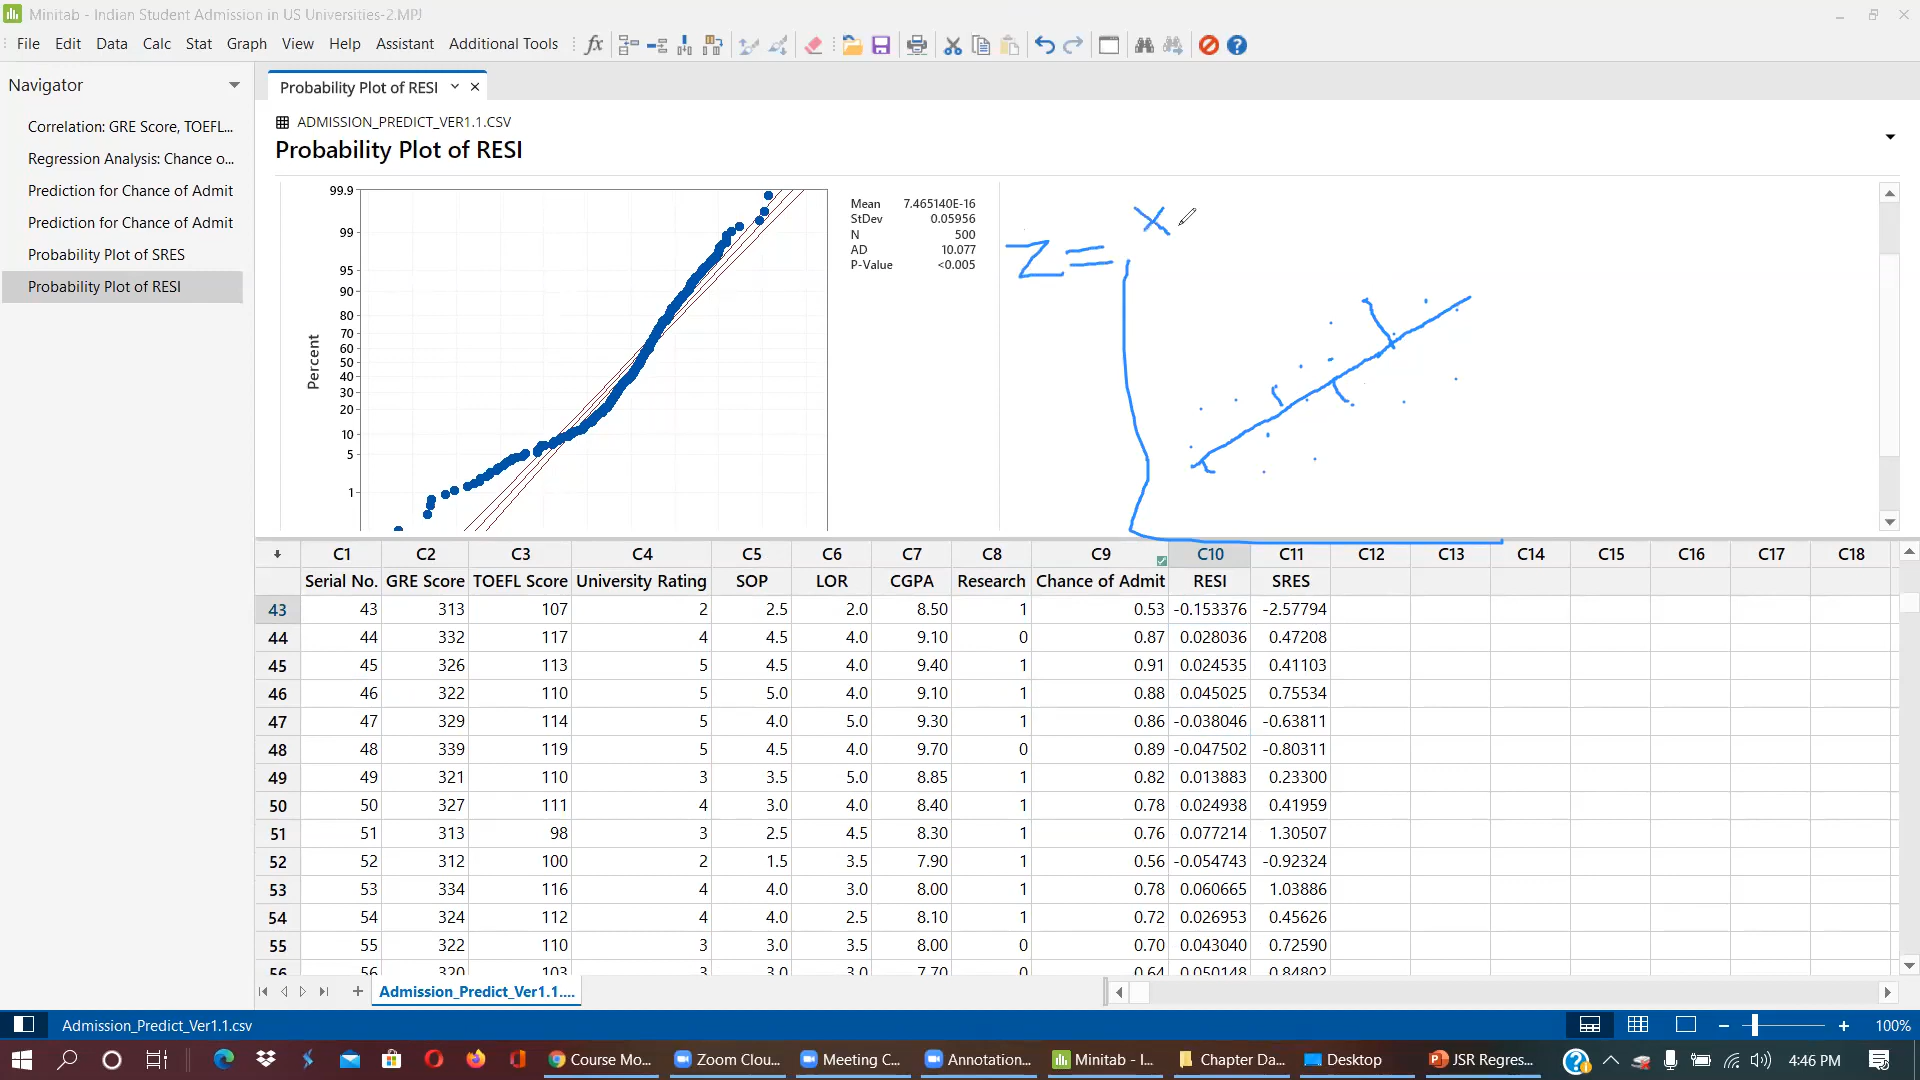 Minitab - Indian Student Admission in US Universities-2.MPJ
File Edit Data Calc Stat Graph View Help Assistant Additional Tools
Navigator
Correlation: GRE Score, TOEFL...
Regression Analysis: Chance o...
Prediction for Chance of Admit
Prediction for Chance of Admit
Probability Plot of SRES
Probability Plot of RESI
Probability Plot of RESI
ADMISSION_PREDICT_VER1.1.CSV
Probability Plot of RESI
Percent
99.9
99
95
90
80
70
60
50
40
30
20
10
5
1
Mean 7.465140E-16
StDev 0.05956
N 500
AD 10.077
P-Value <0.005
Z = x
C1 C2 C3 C4 C5 C6 C7 C8 C9 C10 C11 C12 C13 C14 C15 C16 C17 C18
Serial No. GRE Score TOEFL Score University Rating SOP LOR CGPA Research Chance of Admit RESI SRES
43 43 313 107 2 2.5 2.0 8.50 1 0.53 -0.153376 -2.57794
44 44 332 117 4 4.5 4.0 9.10 0 0.87 0.028036 0.47208
45 45 326 113 5 4.5 4.0 9.40 1 0.91 0.024535 0.41103
46 46 322 110 5 5.0 4.0 9.10 1 0.88 0.045025 0.75534
47 47 329 114 5 4.0 5.0 9.30 1 0.86 -0.038046 -0.63811
48 48 339 119 5 4.5 4.0 9.70 0 0.89 -0.047502 -0.80311
49 49 321 110 3 3.5 5.0 8.85 1 0.82 0.013883 0.23300
50 50 327 111 4 3.0 4.0 8.40 1 0.78 0.024938 0.41959
51 51 313 98 3 2.5 4.5 8.30 1 0.76 0.077214 1.30507
52 52 312 100 2 1.5 3.5 7.90 1 0.56 -0.054743 -0.92324
53 53 334 116 4 4.0 3.0 8.00 1 0.78 0.060665 1.03886
54 54 324 112 4 4.0 2.5 8.10 1 0.72 0.026953 0.45626
55 55 322 110 3 3.0 3.5 8.00 0 0.70 0.043040 0.72590
56 56 320 103 3 3.0 3.0 7.70 0 0.64 0.050148 0.84802
Admission_Predict_Ver1.1....
Admission_Predict_Ver1.1.csv
100%
Course Mo... Zoom Clou... Meeting C... Annotation... Minitab - I... Chapter Da... Desktop JSR Regres... 4:46 PM